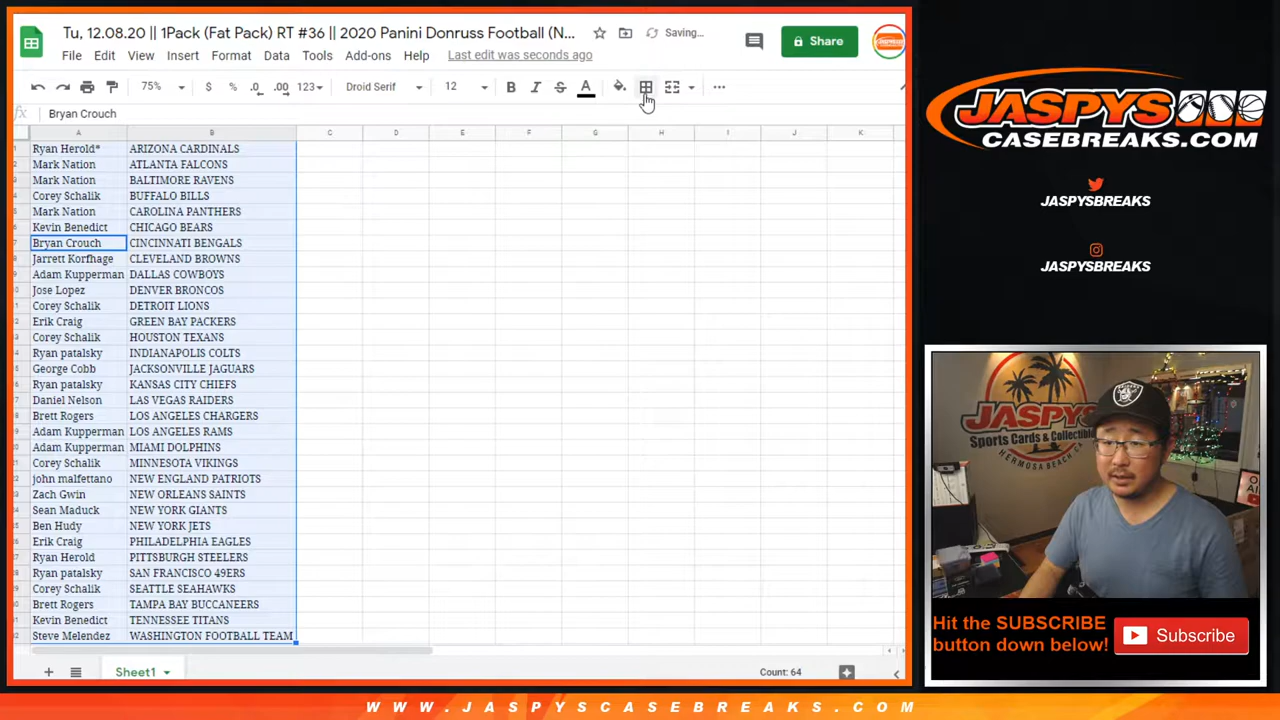 Tu, 12.08.20 || 1Pack (Fat Pack) RT #36 || 2020 Panini Donruss Football (N...
Saving...
Share
File Edit View Insert Format Data Tools Add-ons Help Last edit was seconds ago
75% $ % .0 .00 123 Droid Serif 12 B I S A
fx Bryan Crouch
A B C D E F G H I J K
Ryan Herold* ARIZONA CARDINALS
Mark Nation ATLANTA FALCONS
Mark Nation BALTIMORE RAVENS
Corey Schalik BUFFALO BILLS
Mark Nation CAROLINA PANTHERS
Kevin Benedict CHICAGO BEARS
Bryan Crouch CINCINNATI BENGALS
Jarrett Korfhage CLEVELAND BROWNS
Adam Kupperman DALLAS COWBOYS
Jose Lopez DENVER BRONCOS
Corey Schalik DETROIT LIONS
Erik Craig GREEN BAY PACKERS
Corey Schalik HOUSTON TEXANS
Ryan patalsky INDIANAPOLIS COLTS
George Cobb JACKSONVILLE JAGUARS
Ryan patalsky KANSAS CITY CHIEFS
Daniel Nelson LAS VEGAS RAIDERS
Brett Rogers LOS ANGELES CHARGERS
Adam Kupperman LOS ANGELES RAMS
Adam Kupperman MIAMI DOLPHINS
Corey Schalik MINNESOTA VIKINGS
john malfettano NEW ENGLAND PATRIOTS
Zach Gwin NEW ORLEANS SAINTS
Sean Maduck NEW YORK GIANTS
Ben Hudy NEW YORK JETS
Erik Craig PHILADELPHIA EAGLES
Ryan Herold PITTSBURGH STEELERS
Ryan patalsky SAN FRANCISCO 49ERS
Corey Schalik SEATTLE SEAHAWKS
Brett Rogers TAMPA BAY BUCCANEERS
Kevin Benedict TENNESSEE TITANS
Steve Melendez WASHINGTON FOOTBALL TEAM
Sheet1
Count: 64
JASPYS
CASEBREAKS.COM
JASPYSBREAKS
JASPYSBREAKS
JASPYS
Sports Cards & Collectibles
HERMOSA BEACH CA
Hit the SUBSCRIBE
button down below!
Subscribe
WWW.JASPYSCASEBREAKS.COM